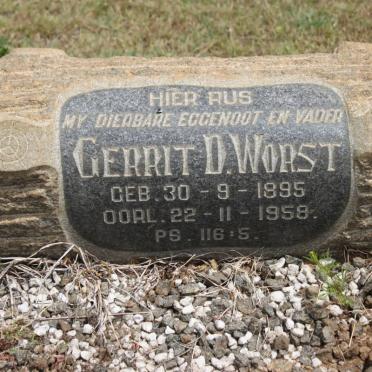 HIER RUS
MY DIERBARE EGGENOOT EN VADER
GERRIT D. WORST
GEB. 30 - 9 - 1895
OORL. 22 - 11 - 1958.
PS. 116:5.